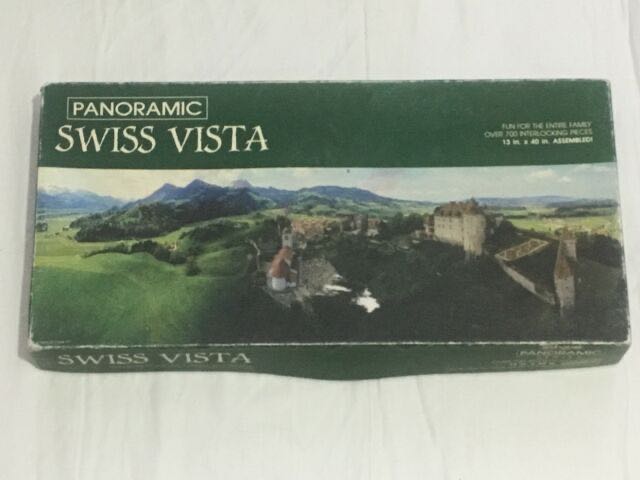 PANORAMIC
SWISS VISTA
FUN FOR THE ENTIRE FAMILY
OVER 700 INTERLOCKING PIECES
13 in. x 40 in. ASSEMBLED!
SWISS VISTA
PANORAMIC